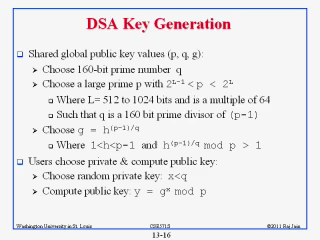 DSA Key Generation
Shared global public key values (p, q, g):
Choose 160-bit prime number q
Choose a large prime p with 2^L-1 < p < 2^L
Where L= 512 to 1024 bits and is a multiple of 64
Such that q is a 160 bit prime divisor of (p-1)
Choose g = h^(p-1)/q
Where 1<h<p-1 and h^(p-1)/q mod p > 1
Users choose private & compute public key:
Choose random private key: x<q
Compute public key: y = g^x mod p
Washington University in St. Louis CSE571S ©2011 Raj Jain
13-16